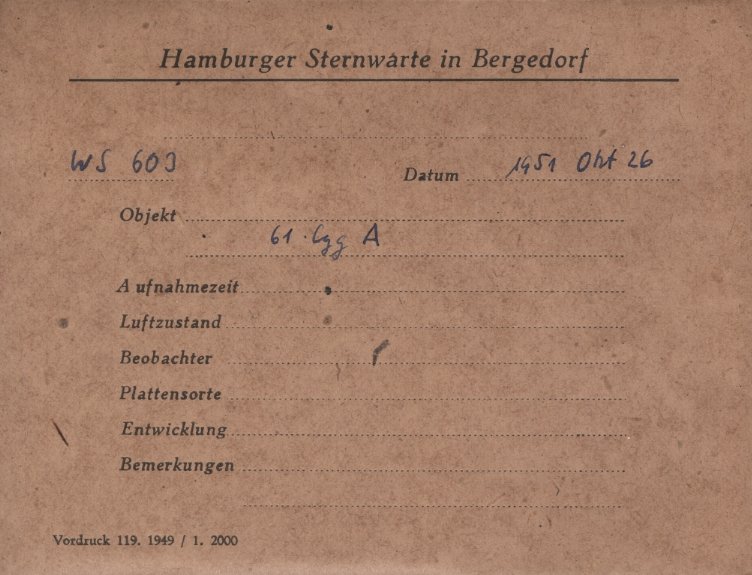 Hamburger Sternwarte in Bergedorf
WS 603 Datum 1951 Okt 26
Objekt
61 Cyg A
Aufnahmezeit
Luftzustand
Beobachter
Plattensorte
Entwicklung
Bemerkungen
Vordruck 119. 1949 / 1. 2000